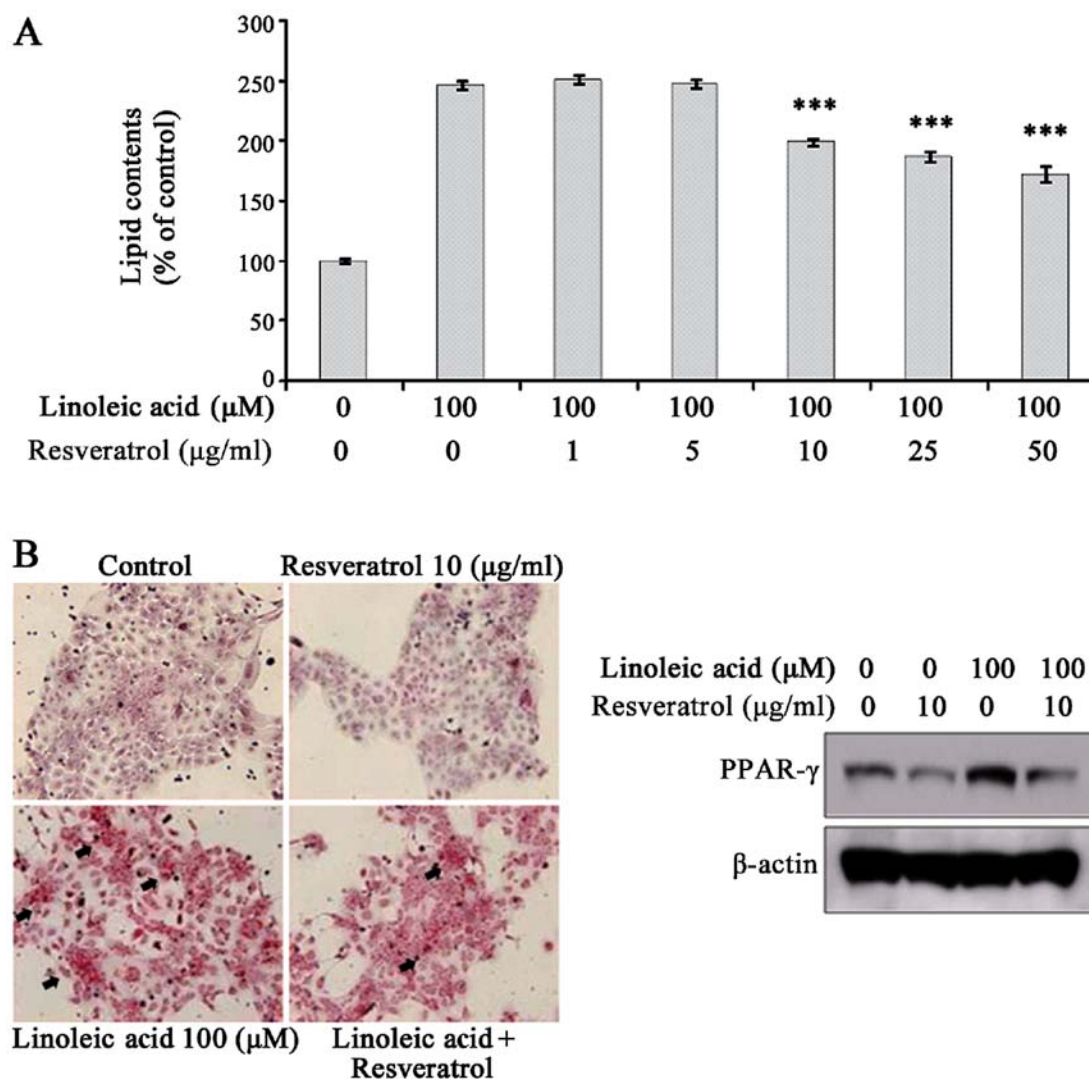 A
300
250
200
150
100
50
0
Lipid contents
(% of control)
*** *** ***
Linoleic acid (μM) 0 100 100 100 100 100 100
Resveratrol (μg/ml) 0 0 1 5 10 25 50
B
Control Resveratrol 10 (μg/ml)
Linoleic acid 100 (μM) Linoleic acid +
Resveratrol
Linoleic acid (μM) 0 0 100 100
Resveratrol (μg/ml) 0 10 0 10
PPAR-γ
β-actin